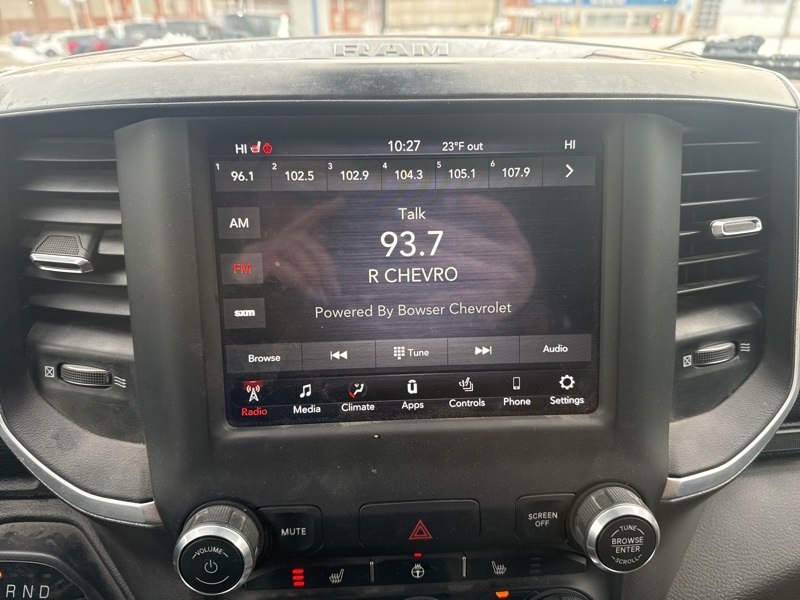 RAM
HI 10:27 23°F out HI
1 96.1 2 102.5 3 102.9 4 104.3 5 105.1 6 107.9
AM
Talk
93.7
FM
R CHEVRO
sxm
Powered By Bowser Chevrolet
Browse Tune Audio
Radio Media Climate Apps Controls Phone Settings
MUTE
SCREEN OFF
VOLUME
TUNE
BROWSE
ENTER
SCROLL
R N D